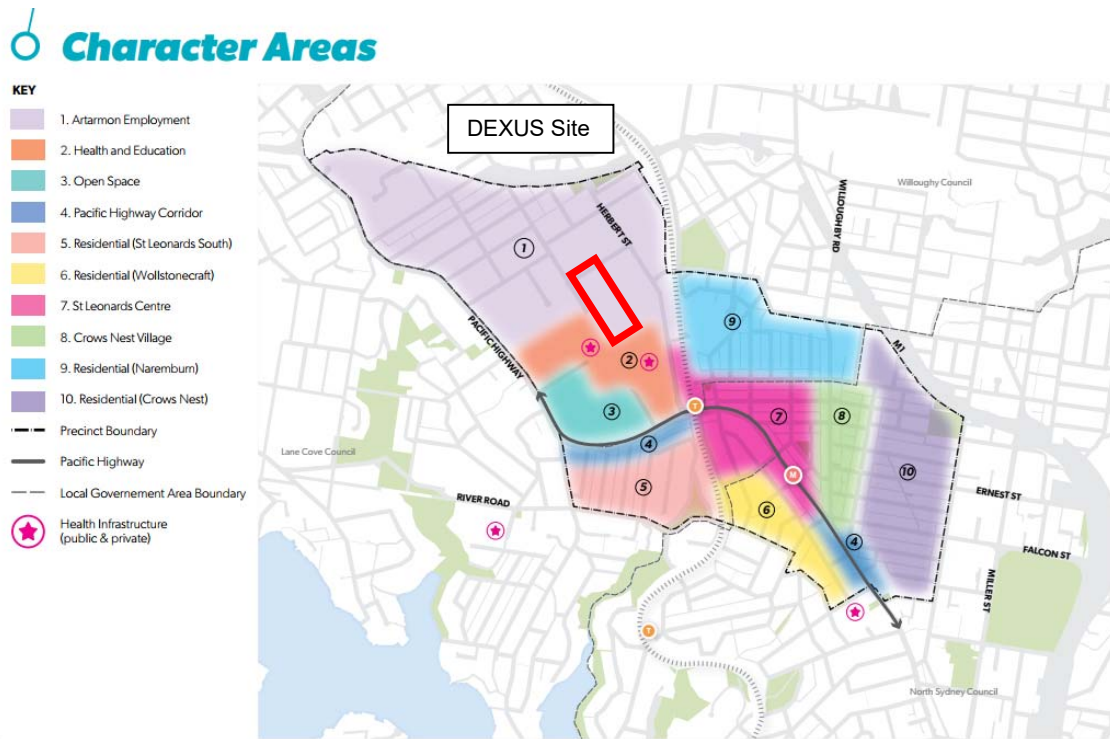 Character Areas
KEY
1. Artarmon Employment
2. Health and Education
3. Open Space
4. Pacific Highway Corridor
5. Residential (St Leonards South)
6. Residential (Wollstonecraft)
7. St Leonards Centre
8. Crows Nest Village
9. Residential (Naremburn)
10. Residential (Crows Nest)
Precinct Boundary
Pacific Highway
Local Governement Area Boundary
Health Infrastructure
(public & private)
DEXUS Site
Willoughy Council
WILLOUGHBY RD
HERBERT ST
1
PACIFIC HIGHWAY
9
M1
2
3
T
7
8
4
Lane Cove Council
5
M
10
RIVER ROAD
6
ERNEST ST
4
FALCON ST
MILLER ST
T
North Sydney Council